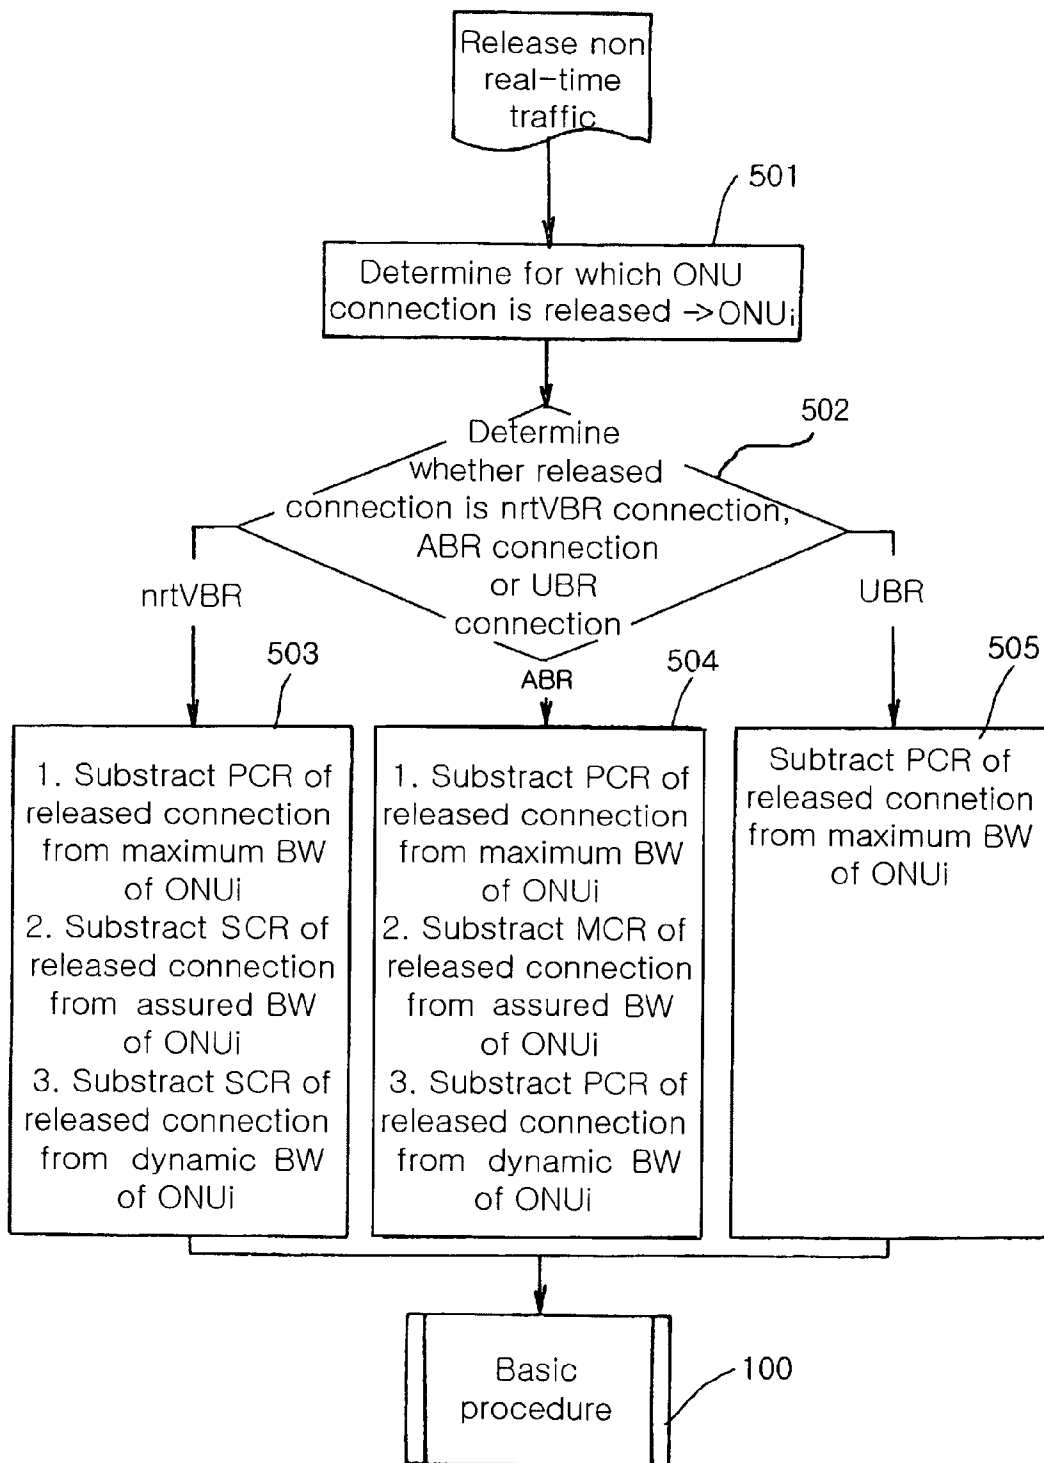 Release non
real-time
traffic
501
Determine for which ONU
connection is released →ONUi
502
Determine
whether released
connection is nrtVBR connection,
ABR connection
or UBR
connection
nrtVBR
UBR
ABR
503
504
505
1. Substract PCR of
released connection
from maximum BW
of ONUi
2. Substract SCR of
released connection
from assured BW
of ONUi
3. Substract SCR of
released connection
from dynamic BW
of ONUi
1. Substract PCR of
released connection
from maximum BW
of ONUi
2. Substract MCR of
released connection
from assured BW
of ONUi
3. Substract PCR of
released connection
from dynamic BW
of ONUi
Subtract PCR of
released connetion
from maximum BW
of ONUi
Basic
procedure
100